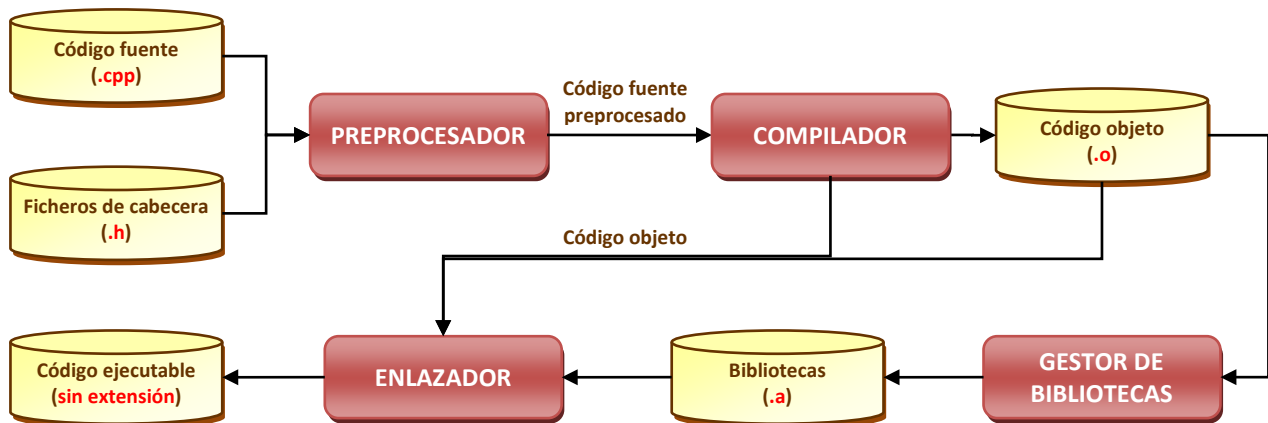 Código fuente
(.cpp)
Código fuente
preprocesado
PREPROCESADOR
COMPILADOR
Código objeto
(.o)
Ficheros de cabecera
(.h)
Código objeto
Código ejecutable
(sin extensión)
ENLAZADOR
Bibliotecas
(.a)
GESTOR DE
BIBLIOTECAS